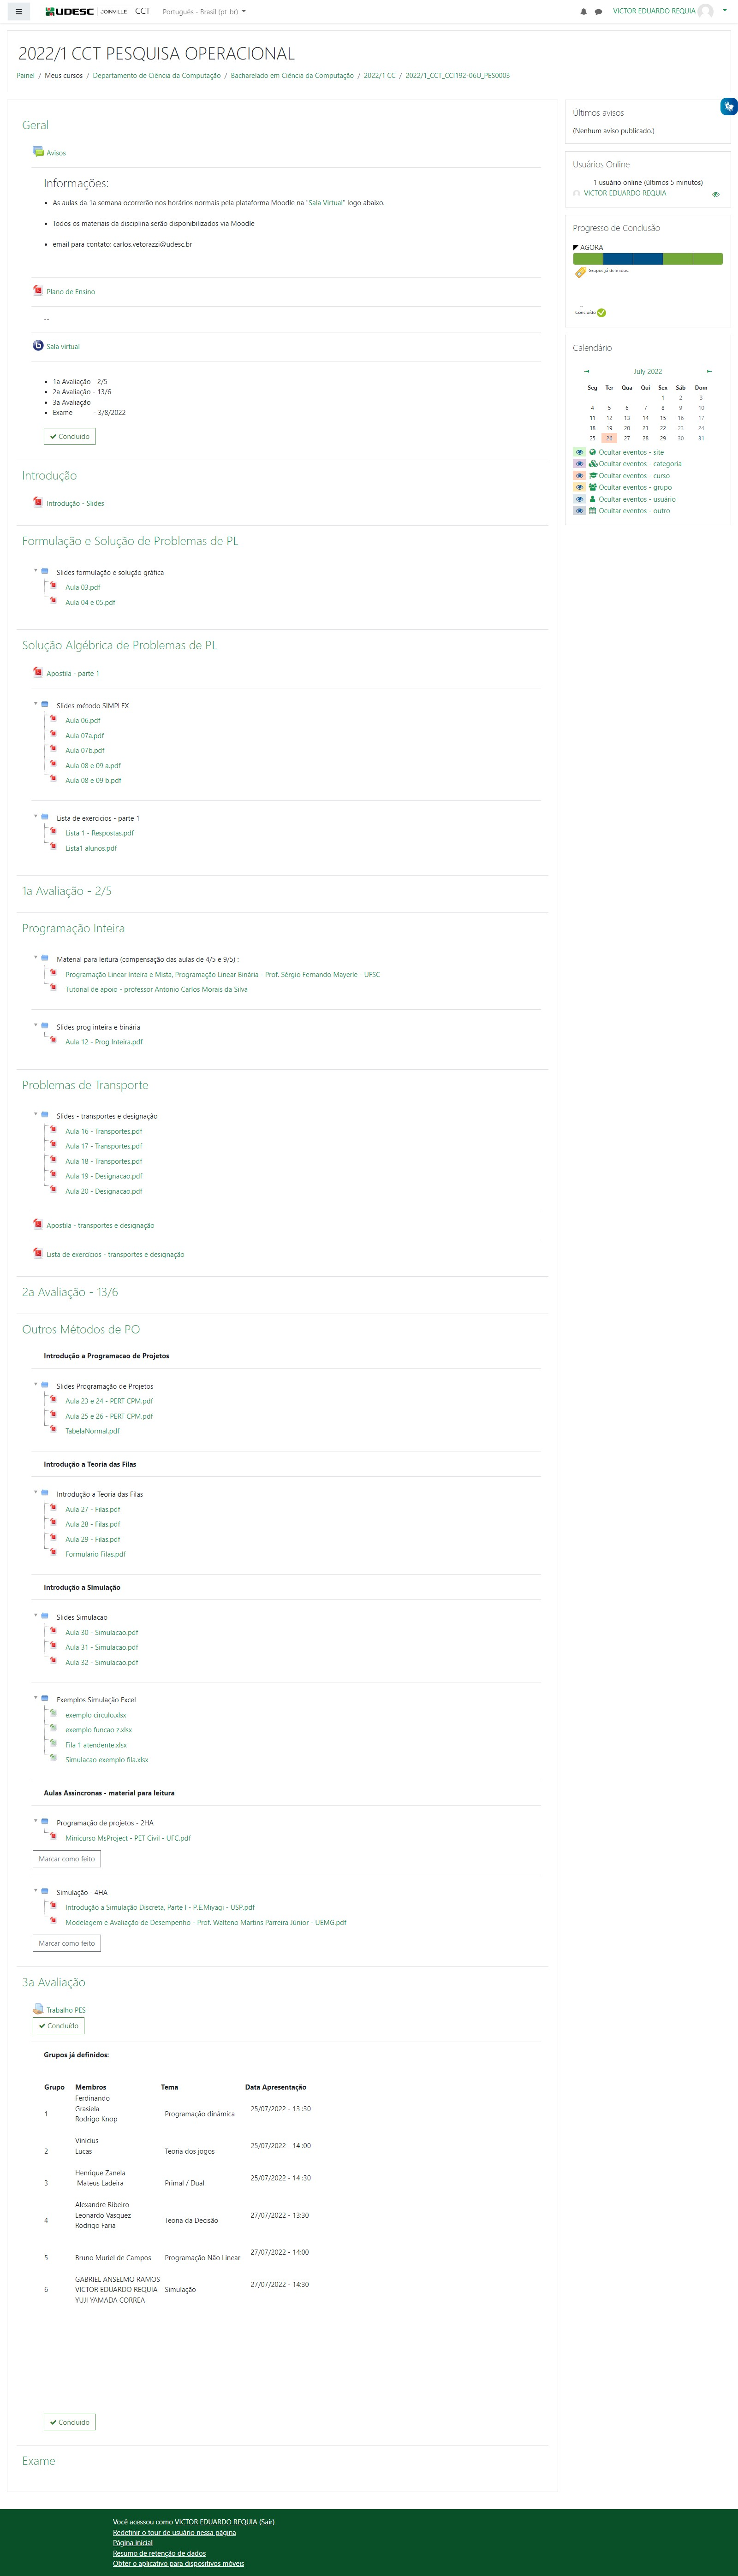 UDESC JOINVILLE CCT Português - Brasil (pt_br) VICTOR EDUARDO REQUIA
2022/1 CCT PESQUISA OPERACIONAL
Painel / Meus cursos / Departamento de Ciência da Computação / Bacharelado em Ciência da Computação / 2022/1 CC / 2022/1_CCT_CCI192-06U_PES0003
Geral
Avisos
Informações:
As aulas da 1a semana ocorrerão nos horários normais pela plataforma Moodle na "Sala Virtual" logo abaixo.
Todos os materiais da disciplina serão disponibilizados via Moodle
email para contato: carlos.vetorazzi@udesc.br
Plano de Ensino
--
Sala virtual
1a Avaliação - 2/5
2a Avaliação - 13/6
3a Avaliação
Exame - 3/8/2022
Concluído
Introdução
Introdução - Slides
Formulação e Solução de Problemas de PL
Slides formulação e solução gráfica
Aula 03.pdf
Aula 04 e 05.pdf
Solução Algébrica de Problemas de PL
Apostila - parte 1
Slides método SIMPLEX
Aula 06.pdf
Aula 07a.pdf
Aula 07b.pdf
Aula 08 e 09 a.pdf
Aula 08 e 09 b.pdf
Lista de exercicios - parte 1
Lista 1 - Respostas.pdf
Lista1 alunos.pdf
1a Avaliação - 2/5
Programação Inteira
Material para leitura (compensação das aulas de 4/5 e 9/5) :
Programação Linear Inteira e Mista, Programação Linear Binária - Prof. Sérgio Fernando Mayerle - UFSC
Tutorial de apoio - professor Antonio Carlos Morais da Silva
Slides prog inteira e binária
Aula 12 - Prog Inteira.pdf
Problemas de Transporte
Slides - transportes e designação
Aula 16 - Transportes.pdf
Aula 17 - Transportes.pdf
Aula 18 - Transportes.pdf
Aula 19 - Designacao.pdf
Aula 20 - Designacao.pdf
Apostila - transportes e designação
Lista de exercícios - transportes e designação
2a Avaliação - 13/6
Outros Métodos de PO
Introdução a Programacao de Projetos
Slides Programação de Projetos
Aula 23 e 24 - PERT CPM.pdf
Aula 25 e 26 - PERT CPM.pdf
TabelaNormal.pdf
Introdução a Teoria das Filas
Introdução a Teoria das Filas
Aula 27 - Filas.pdf
Aula 28 - Filas.pdf
Aula 29 - Filas.pdf
Formulario Filas.pdf
Introdução a Simulação
Slides Simulacao
Aula 30 - Simulacao.pdf
Aula 31 - Simulacao.pdf
Aula 32 - Simulacao.pdf
Exemplos Simulação Excel
exemplo circulo.xlsx
exemplo funcao z.xlsx
Fila 1 atendente.xlsx
Simulacao exemplo fila.xlsx
Aulas Assincronas - material para leitura
Programação de projetos - 2HA
Minicurso MsProject - PET Civil - UFC.pdf
Marcar como feito
Simulação - 4HA
Introdução a Simulação Discreta, Parte I - P.E.Miyagi - USP.pdf
Modelagem e Avaliação de Desempenho - Prof. Walteno Martins Parreira Júnior - UEMG.pdf
Marcar como feito
3a Avaliação
Trabalho PES
Concluído
Grupos já definidos:
Grupo Membros Tema Data Apresentação
Ferdinando
Grasiela 25/07/2022 - 13 :30
1 Programação dinâmica
Rodrigo Knop
Vinicius 25/07/2022 - 14 :00
2 Lucas Teoria dos jogos
Henrique Zanela 25/07/2022 - 14 :30
3 Mateus Ladeira Primal / Dual
Alexandre Ribeiro
Leonardo Vasquez 27/07/2022 - 13:30
4 Teoria da Decisão
Rodrigo Faria
27/07/2022 - 14:00
5 Bruno Muriel de Campos Programação Não Linear
GABRIEL ANSELMO RAMOS 27/07/2022 - 14:30
6 VICTOR EDUARDO REQUIA Simulação
YUJI YAMADA CORREA
Concluído
Exame
Últimos avisos
(Nenhum aviso publicado.)
Usuários Online
1 usuário online (últimos 5 minutos)
VICTOR EDUARDO REQUIA
Progresso de Conclusão
AGORA
Grupos já definidos:
...
Concluído
Calendário
◄ July 2022 ►
Seg Ter Qua Qui Sex Sáb Dom
1 2 3
4 5 6 7 8 9 10
11 12 13 14 15 16 17
18 19 20 21 22 23 24
25 26 27 28 29 30 31
Ocultar eventos - site
Ocultar eventos - categoria
Ocultar eventos - curso
Ocultar eventos - grupo
Ocultar eventos - usuário
Ocultar eventos - outro
Você acessou como VICTOR EDUARDO REQUIA (Sair)
Redefinir o tour de usuário nessa página
Página inicial
Resumo de retenção de dados
Obter o aplicativo para dispositivos móveis